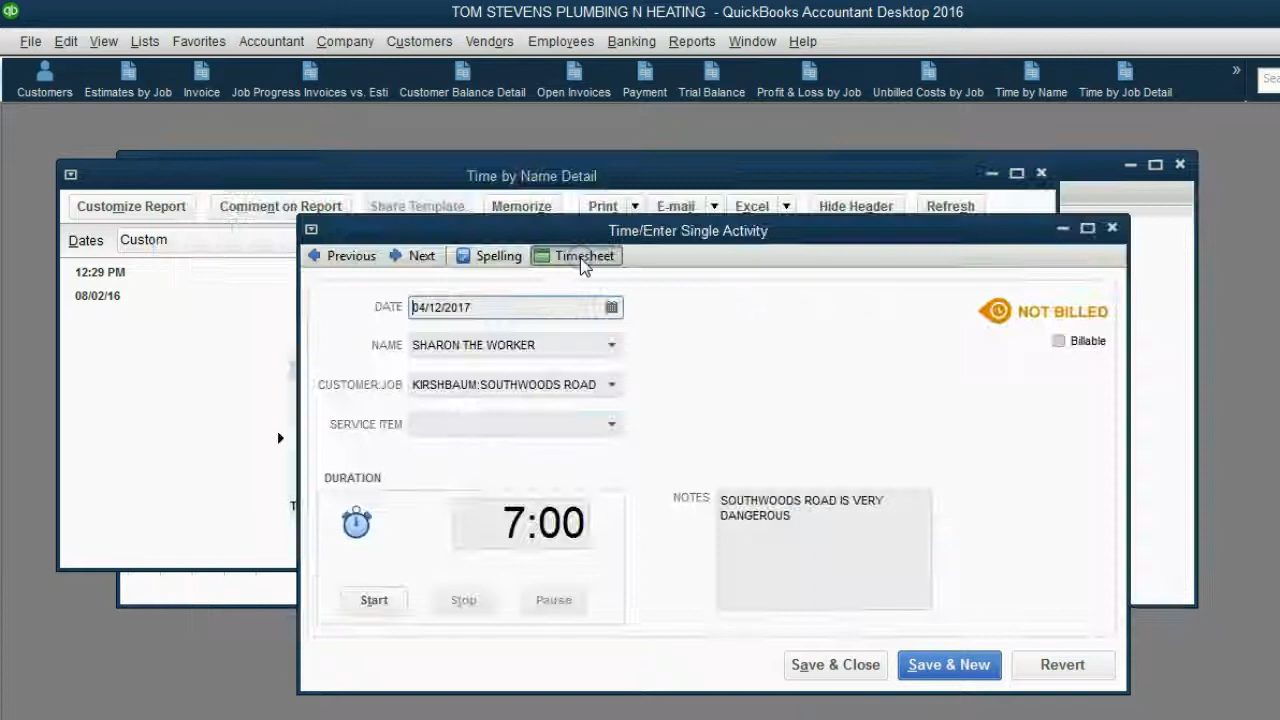 qb
TOM STEVENS PLUMBING N HEATING - QuickBooks Accountant Desktop 2016
File Edit View Lists Favorites Accountant Company Customers Vendors Employees Banking Reports Window Help
Customers Estimates by Job Invoice Job Progress Invoices vs. Esti Customer Balance Detail Open Invoices Payment Trial Balance Profit & Loss by Job Unbilled Costs by Job Time by Name Time by Job Detail » Sea
Time by Name Detail
Customize Report Comment on Report Share Template Memorize Print E-mail Excel Hide Header Refresh
Dates Custom
12:29 PM
08/02/16
Time/Enter Single Activity
Previous Next Spelling Timesheet
DATE 04/12/2017
NOT BILLED
Billable
NAME SHARON THE WORKER
CUSTOMER:JOB KIRSHBAUM:SOUTHWOODS ROAD
SERVICE ITEM
DURATION
7:00
Start Stop Pause
NOTES SOUTHWOODS ROAD IS VERY
DANGEROUS
Save & Close Save & New Revert